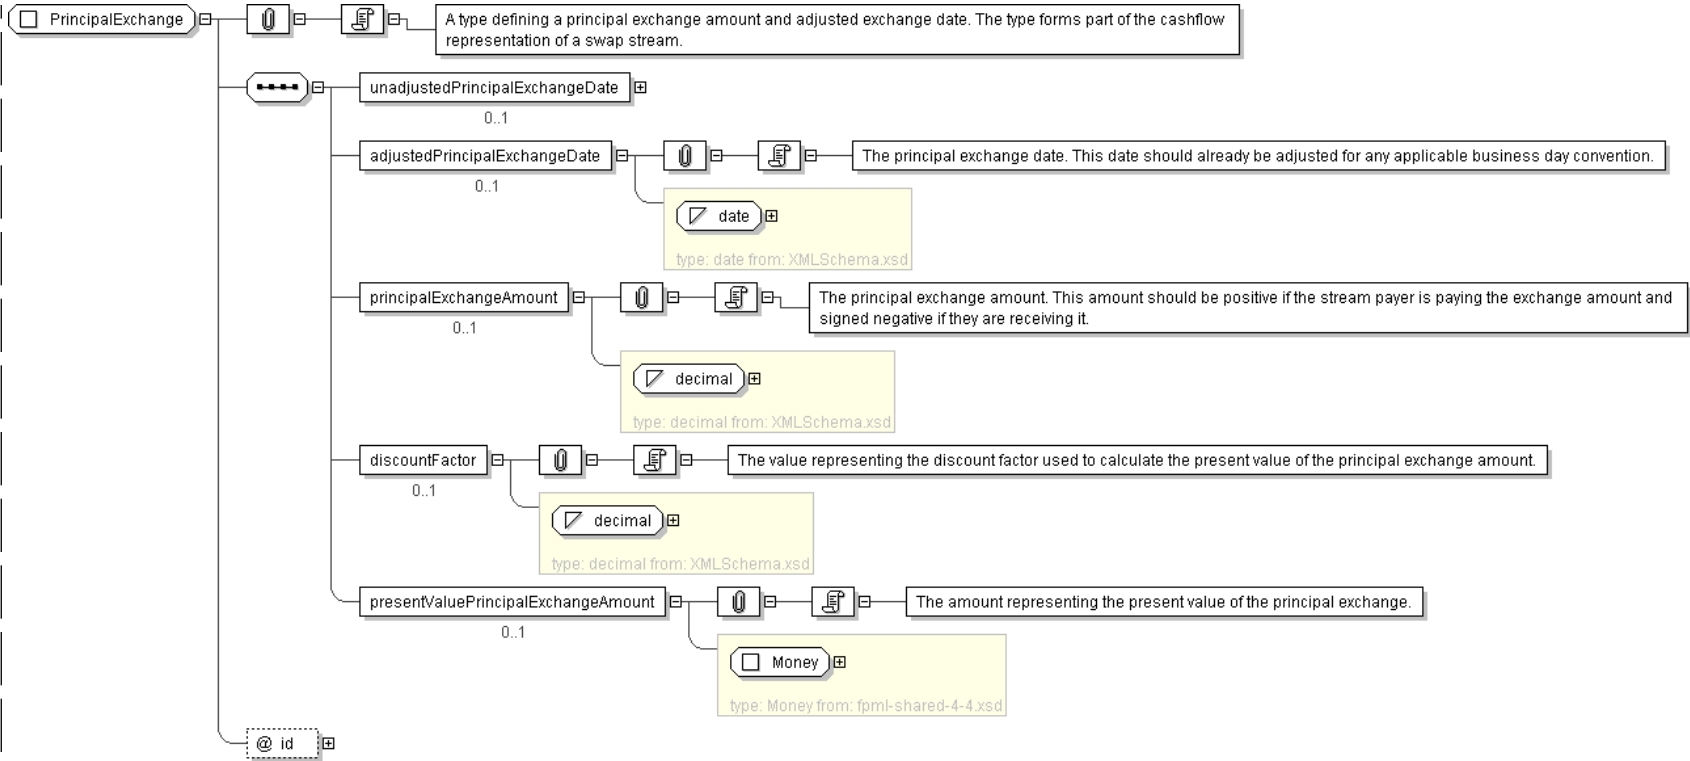 PrincipalExchange
A type defining a principal exchange amount and adjusted exchange date. The type forms part of the cashflow
representation of a swap stream.
unadjustedPrincipalExchangeDate
0..1
adjustedPrincipalExchangeDate
The principal exchange date. This date should already be adjusted for any applicable business day convention.
0..1
date
type: date from: XMLSchema.xsd
principalExchangeAmount
The principal exchange amount. This amount should be positive if the stream payer is paying the exchange amount and
signed negative if they are receiving it.
0..1
decimal
type: decimal from: XMLSchema.xsd
discountFactor
The value representing the discount factor used to calculate the present value of the principal exchange amount.
0..1
decimal
type: decimal from: XMLSchema.xsd
presentValuePrincipalExchangeAmount
The amount representing the present value of the principal exchange.
0..1
Money
type: Money from: fpml-shared-4-4.xsd
@ id